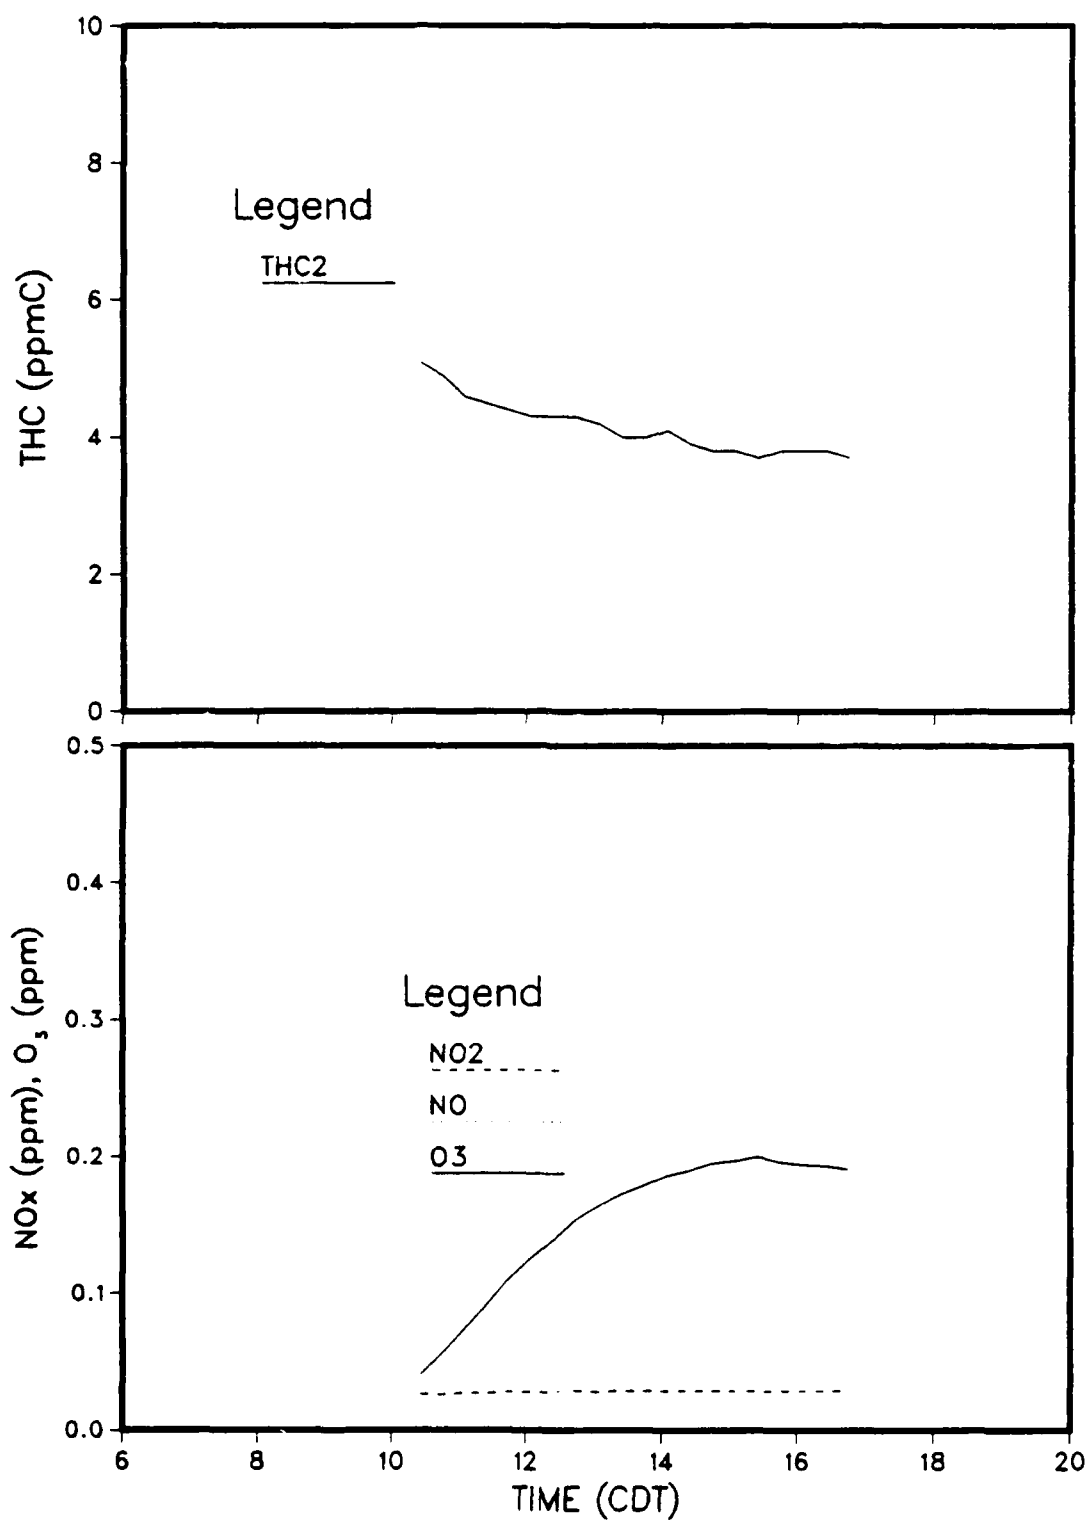 10
8
6
4
2
0
THC (ppmC)
Legend
THC2
0.5
0.4
0.3
0.2
0.1
0.0
NOx (ppm), O₃ (ppm)
Legend
NO2
NO
O3
6 8 10 12 14 16 18 20
TIME (CDT)